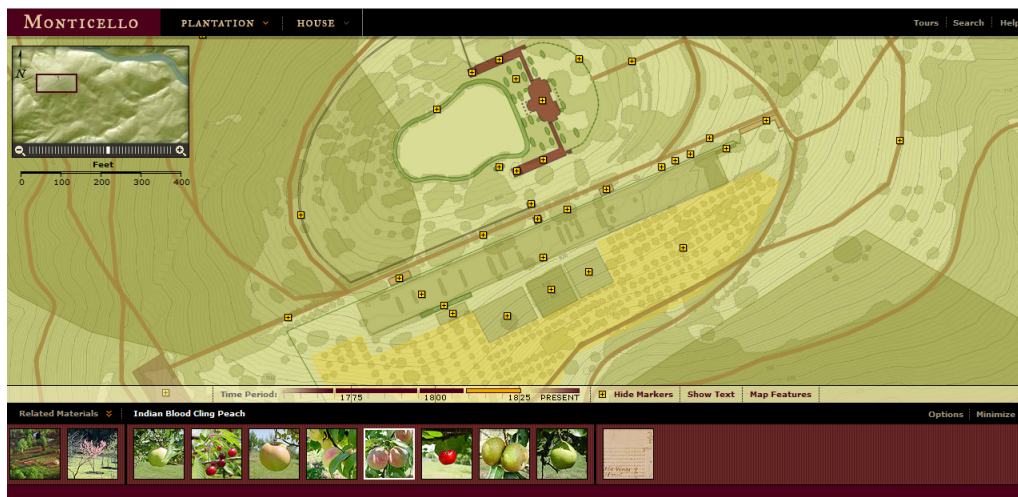 MONTICELLO
PLANTATION
HOUSE
Tours
Search
Help
N
Feet
0 100 200 300 400
Time Period:
1775
1800
1825
PRESENT
Hide Markers
Show Text
Map Features
Related Materials
Indian Blood Cling Peach
Options
Minimize